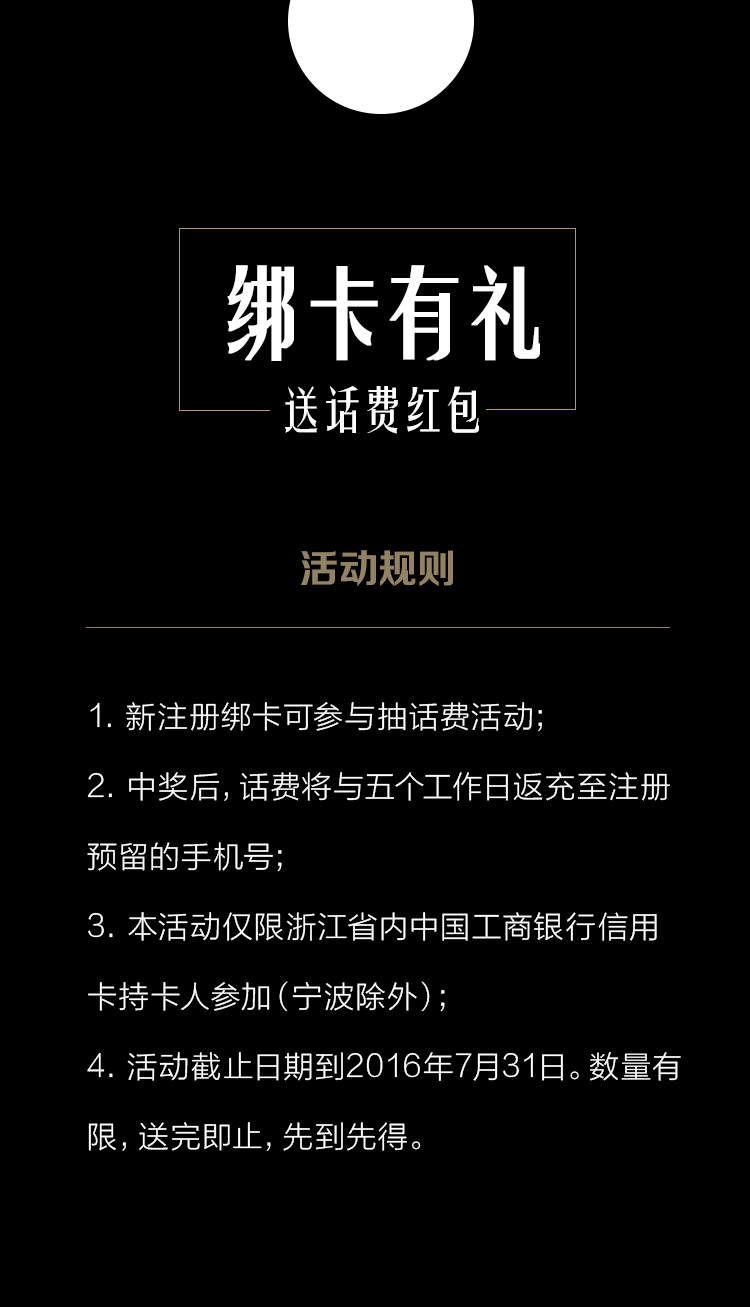 绑卡有礼
送话费红包
活动规则
1. 新注册绑卡可参与抽话费活动；
2. 中奖后，话费将与五个工作日返充至注册
预留的手机号；
3. 本活动仅限浙江省内中国工商银行信用
卡持卡人参加（宁波除外）；
4. 活动截止日期到2016年7月31日。数量有
限，送完即止，先到先得。